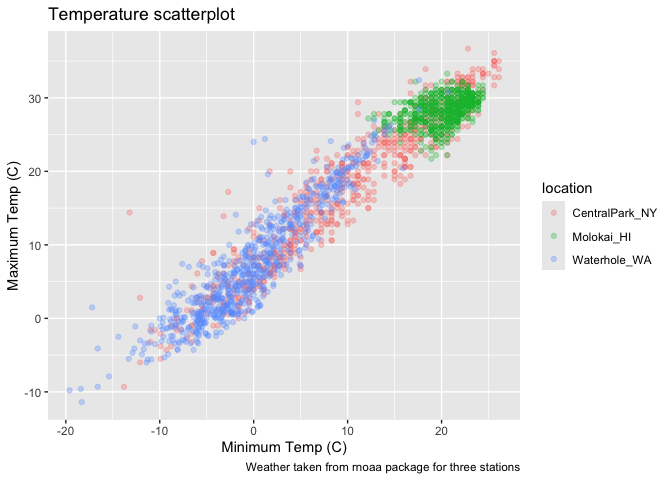 Temperature scatterplot
Maximum Temp (C)
30
20
10
0
-10
-20
-10
0
10
20
Minimum Temp (C)
location
CentralPark_NY
Molokai_HI
Waterhole_WA
Weather taken from rnoaa package for three stations